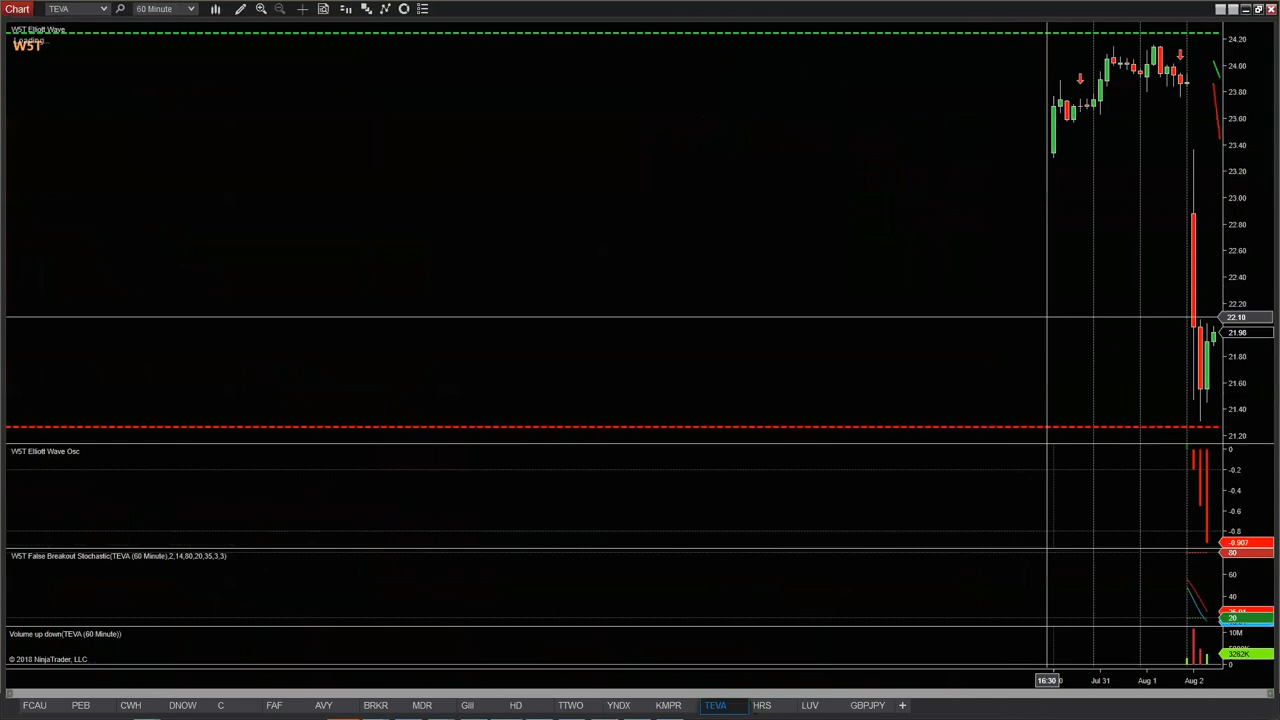 Chart TEVA 60 Minute
W5T Elliott Wave
Loading...
W5T
24.20
24.00
23.80
23.60
23.40
23.20
23.00
22.80
22.60
22.40
22.20
22.10
21.98
21.80
21.60
21.40
21.20
W5T Elliott Wave Osc
0
-0.2
-0.4
-0.6
-0.8
-0.907
W5T False Breakout Stochastic(TEVA (60 Minute),2,14,80,20,35,3,3)
80
60
40
20
Volume up down(TEVA (60 Minute))
10M
3262K
0
© 2018 NinjaTrader, LLC
16:30 Jul 31 Aug 1 Aug 2
FCAU PEB CWH DNOW C FAF AVY BRKR MDR Gill HD TTWO YNDX KMPR TEVA HRS LUV GBPJPY